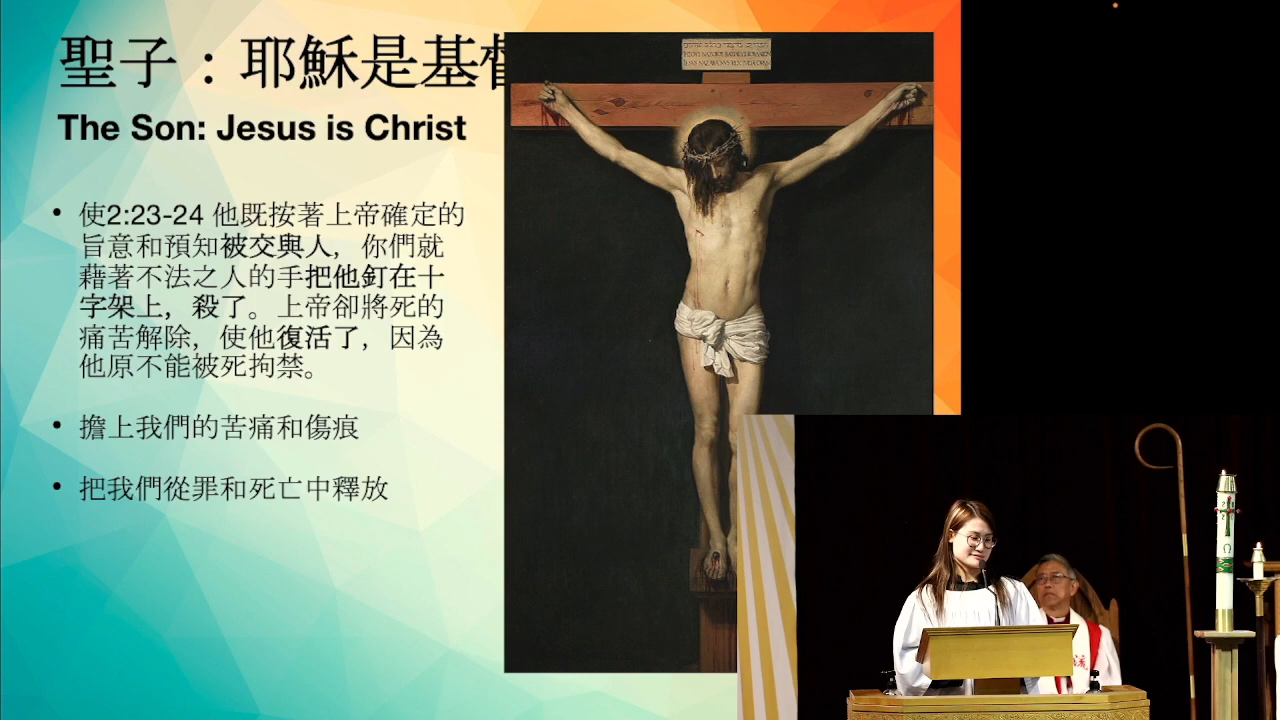 聖子：耶穌是基督
The Son: Jesus is Christ
• 使2:23-24 他既按著上帝確定的
旨意和預知被交與人，你們就
藉著不法之人的手把他釘在十
字架上，殺了。上帝卻將死的
痛苦解除，使他復活了，因為
他原不能被死拘禁。
• 擔上我們的苦痛和傷痕
• 把我們從罪和死亡中釋放